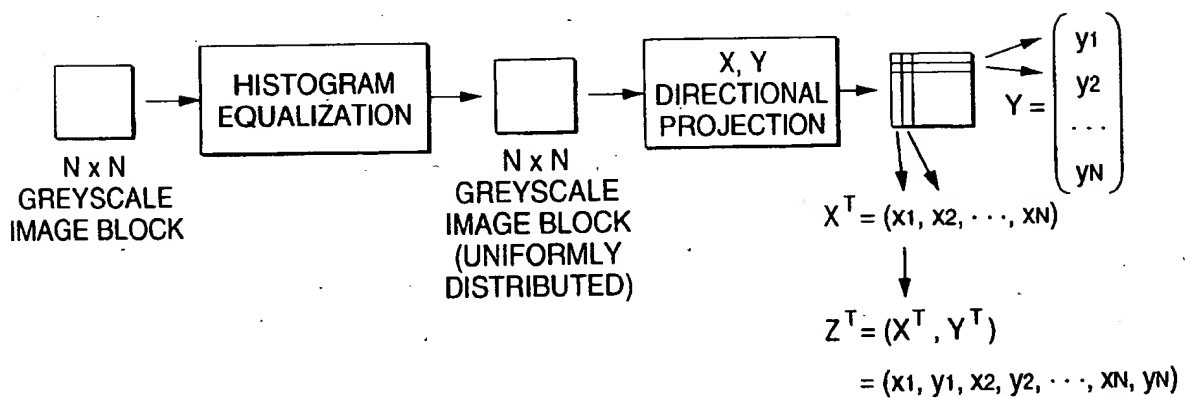 N x N
GREYSCALE
IMAGE BLOCK
HISTOGRAM
EQUALIZATION
N x N
GREYSCALE
IMAGE BLOCK
(UNIFORMLY
DISTRIBUTED)
X, Y
DIRECTIONAL
PROJECTION
Y =
y1
y2
...
yN
X^T = (x1, x2, ···, xN)
Z^T = (X^T, Y^T)
= (x1, y1, x2, y2, ···, xN, yN)